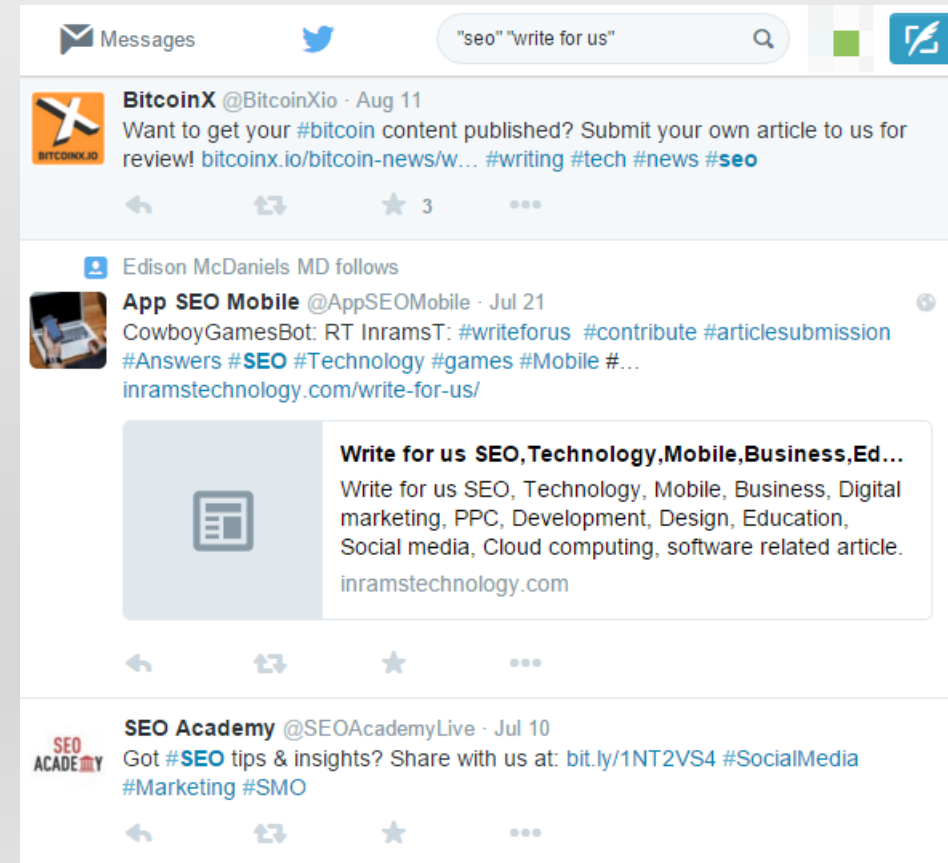 Messages
"seo" "write for us"
BITCOINX.IO
BitcoinX @BitcoinXio · Aug 11
Want to get your #bitcoin content published? Submit your own article to us for
review! bitcoinx.io/bitcoin-news/w... #writing #tech #news #seo
3
Edison McDaniels MD follows
App SEO Mobile @AppSEOMobile · Jul 21
CowboyGamesBot: RT InramsT: #writeforus #contribute #articlesubmission
#Answers #SEO #Technology #games #Mobile #...
inramstechnology.com/write-for-us/
Write for us SEO,Technology,Mobile,Business,Ed...
Write for us SEO, Technology, Mobile, Business, Digital
marketing, PPC, Development, Design, Education,
Social media, Cloud computing, software related article.
inramstechnology.com
SEO
ACADEMY
SEO Academy @SEOAcademyLive · Jul 10
Got #SEO tips & insights? Share with us at: bit.ly/1NT2VS4 #SocialMedia
#Marketing #SMO